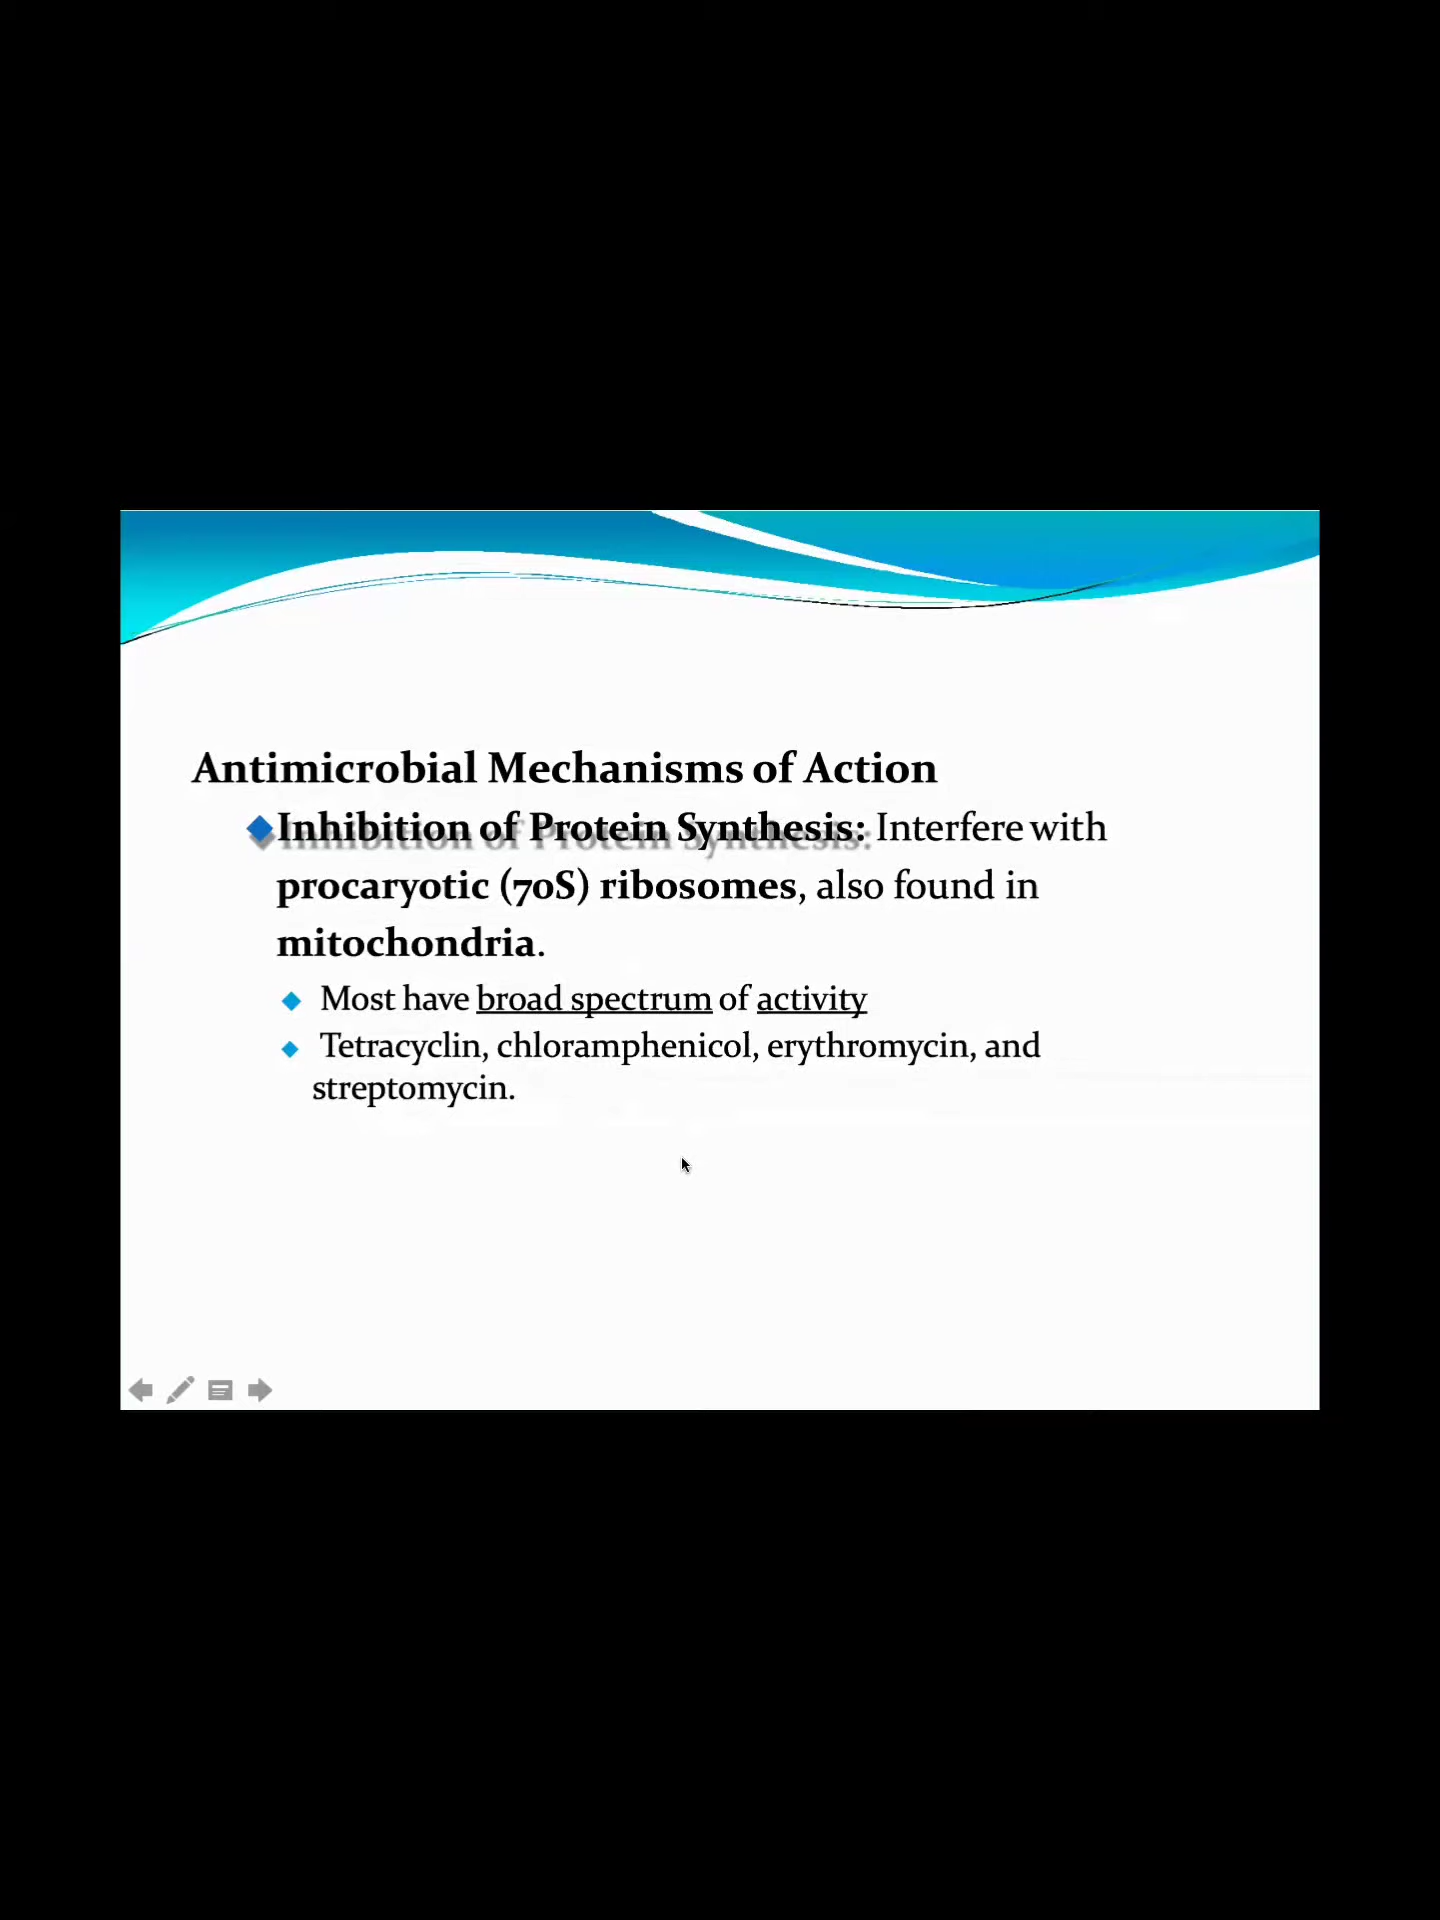 Antimicrobial Mechanisms of Action
Inhibition of Protein Synthesis: Interfere with
procaryotic (70S) ribosomes, also found in
mitochondria.
Most have broad spectrum of activity
Tetracyclin, chloramphenicol, erythromycin, and
streptomycin.